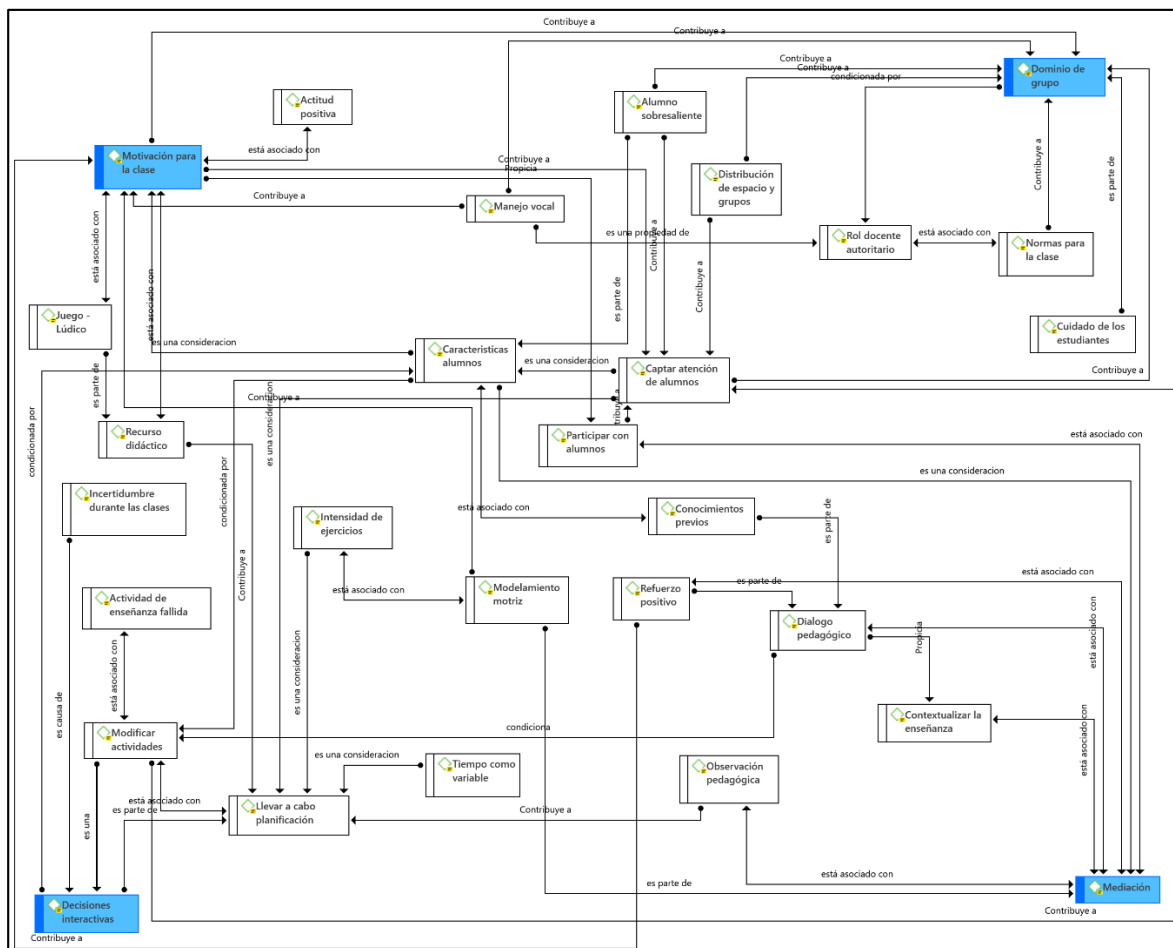 Contribuye a
Contribuye a
Contribuye a
Contribuye a
condicionada por
Dominio de
grupo
Actitud
positiva
Alumno
sobresaliente
Motivación para
la clase
está asociado con
Contribuye a
Propicia
Distribución
de espacio y
grupos
Contribuye a
es parte de
Contribuye a
Manejo vocal
es una propiedad de
Rol docente
autoritario
está asociado con
Normas para
la clase
está asociado con
está asociado con
Contribuye a
Contribuye a
es parte de
Juego -
Lúdico
Cuidado de los
estudiantes
es una consideracion
Caracteristicas
alumnos
es una consideracion
Captar atención
de alumnos
Contribuye a
es parte de
Contribuye a
condicionada por
es una consideracion
Recurso
didáctico
Participar con
alumnos
está asociado con
condicionada por
es una consideracion
Incertidumbre
durante las clases
Intensidad de
ejercicios
está asociado con
Conocimientos
previos
es parte de
Contribuye a
Actividad de
enseñanza fallida
está asociado con
Modelamiento
motriz
Refuerzo
positivo
es parte de
está asociado con
Dialogo
pedagógico
Propicia
está asociado con
está asociado con
es una consideracion
es causa de
Contextualizar la
enseñanza
está asociado con
Modificar
actividades
condiciona
es una consideracion
Tiempo como
variable
Observación
pedagógica
está asociado con
es parte de
Llevar a cabo
planificación
Contribuye a
es una
está asociado con
es parte de
Mediación
Decisiones
interactivas
Contribuye a
Contribuye a